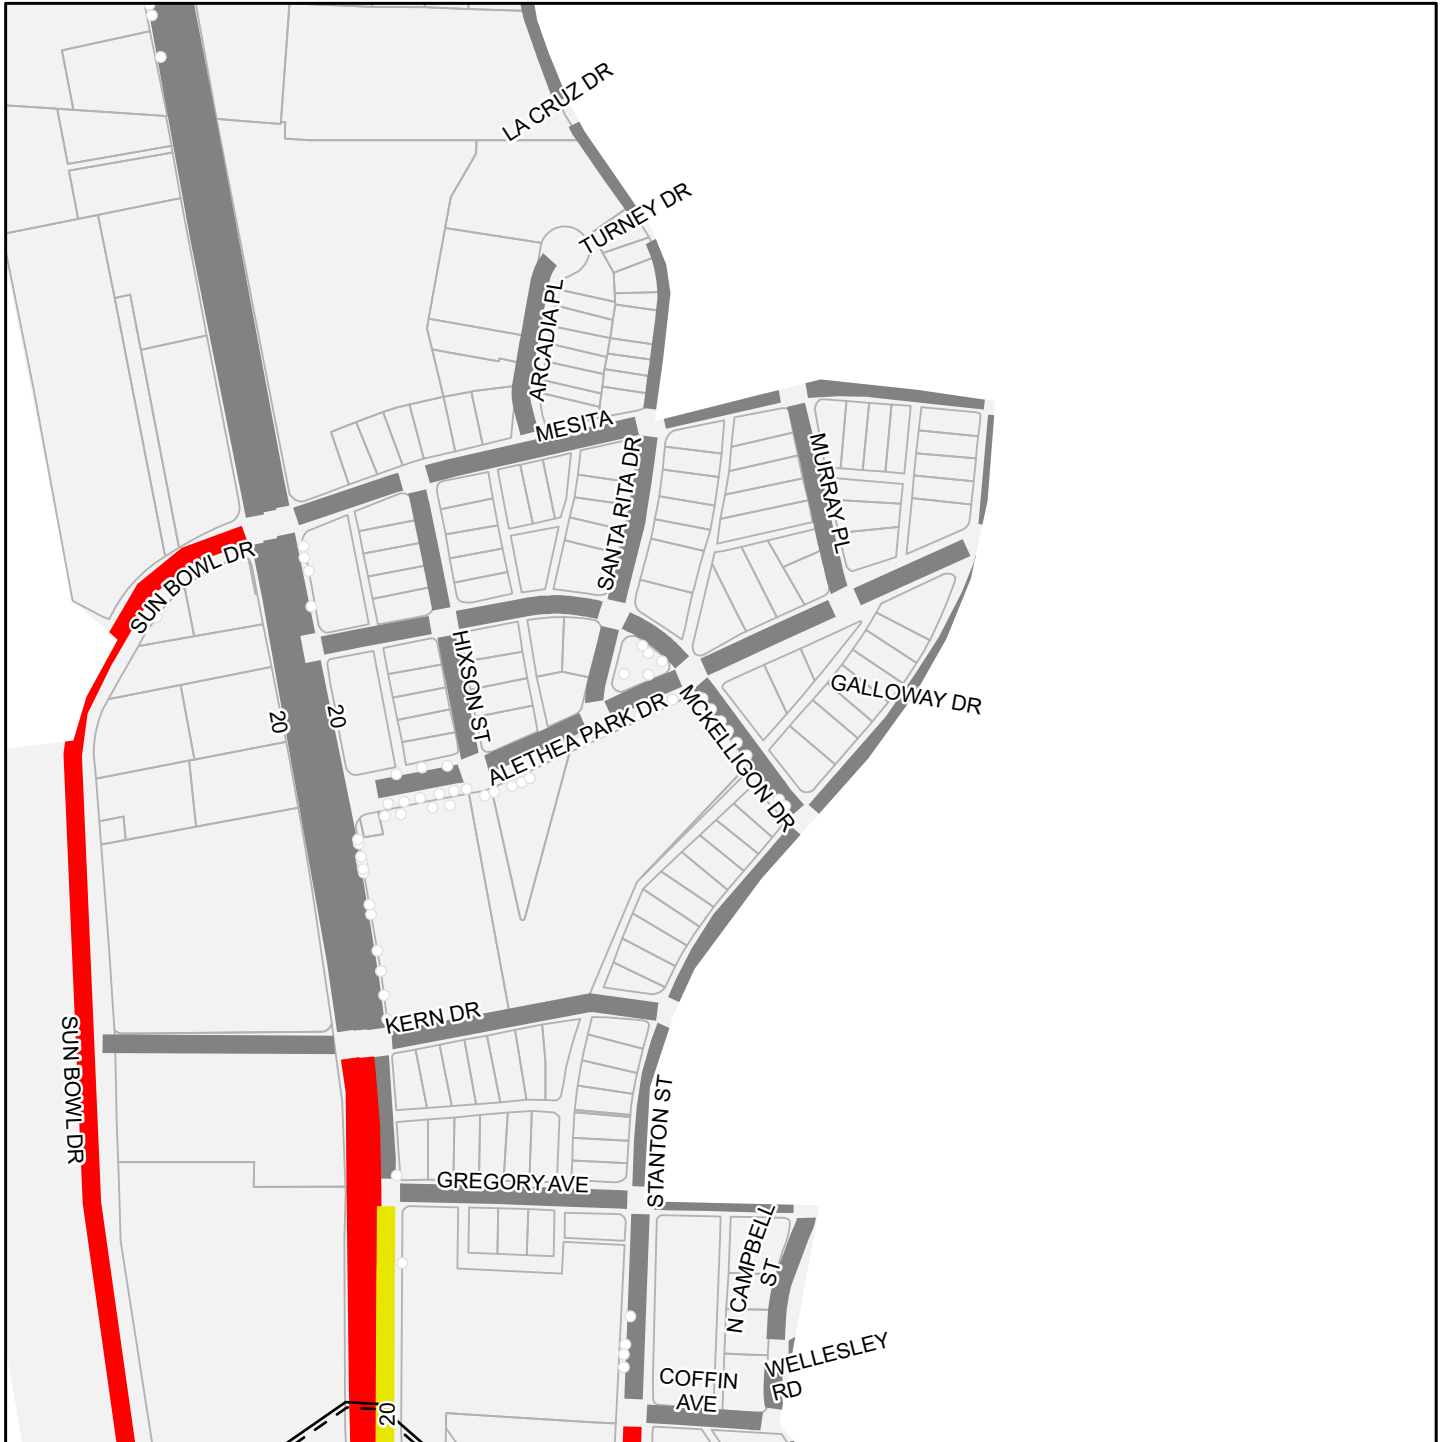 LA CRUZ DR
TURNEY DR
ARCADIA PL
MESITA
SANTA RITA DR
MURRAY PL
SUN BOWL DR
HIXSON ST
20
20
GALLOWAY DR
ALETHEA PARK DR
MCKELLIGON DR
KERN DR
SUN BOWL DR
STANTON ST
GREGORY AVE
N CAMPBELL
ST
WELLESLEY
RD
COFFIN
AVE
20